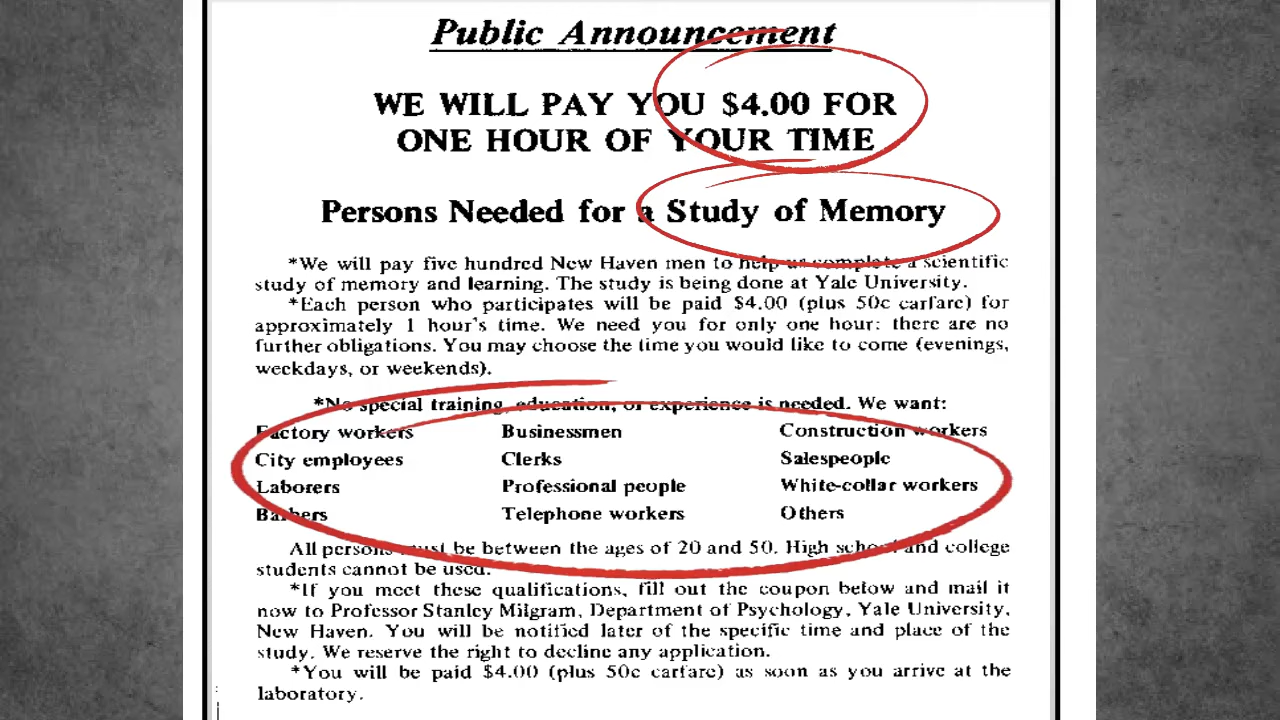 Public Announcement
WE WILL PAY YOU $4.00 FOR
ONE HOUR OF YOUR TIME
Persons Needed for a Study of Memory
*We will pay five hundred New Haven men to help us complete a scientific
study of memory and learning. The study is being done at Yale University.
*Each person who participates will be paid $4.00 (plus 50c carfare) for
approximately 1 hour's time. We need you for only one hour: there are no
further obligations. You may choose the time you would like to come (evenings,
weekdays, or weekends).
*No special training, education, or experience is needed. We want:
Factory workers Businessmen Construction workers
City employees Clerks Salespeople
Laborers Professional people White-collar workers
Barbers Telephone workers Others
All persons must be between the ages of 20 and 50. High school and college
students cannot be used.
*If you meet these qualifications, fill out the coupon below and mail it
now to Professor Stanley Milgram, Department of Psychology, Yale University,
New Haven. You will be notified later of the specific time and place of the
study. We reserve the right to decline any application.
*You will be paid $4.00 (plus 50c carfare) as soon as you arrive at the
laboratory.